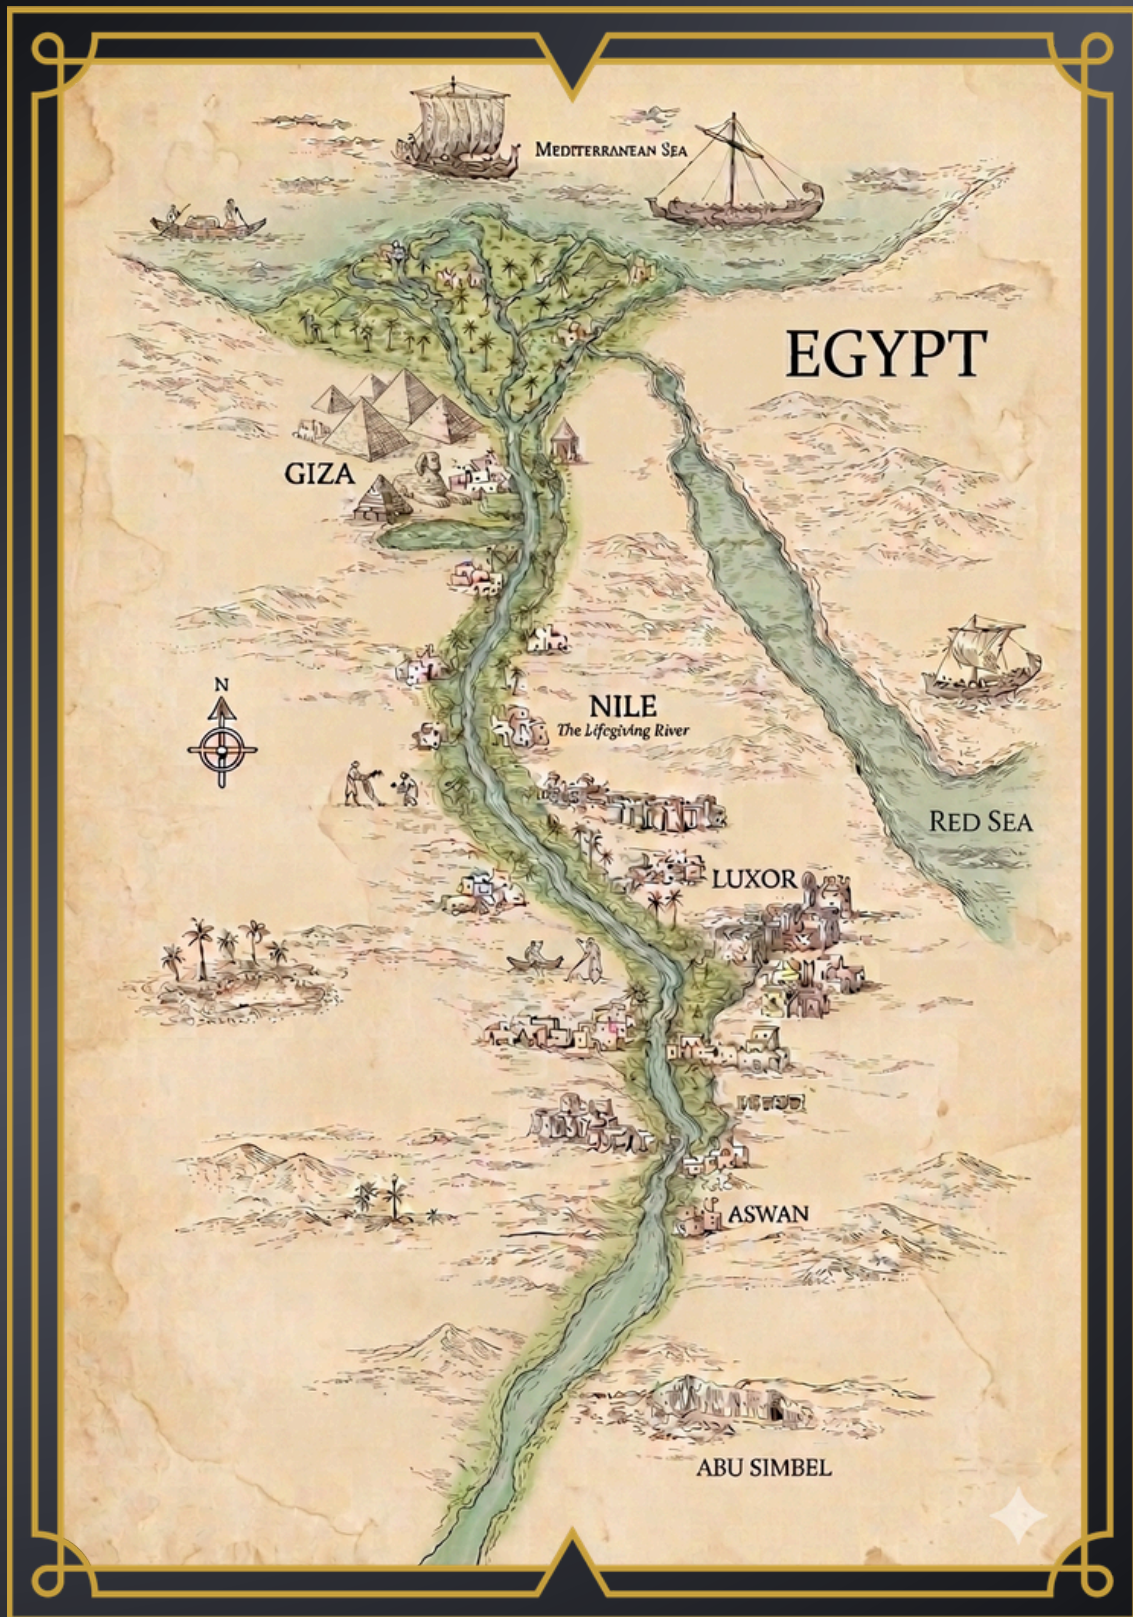 MEDITERRANEAN SEA
EGYPT
GIZA
N
NILE
The Lifegiving River
RED SEA
LUXOR
ASWAN
ABU SIMBEL